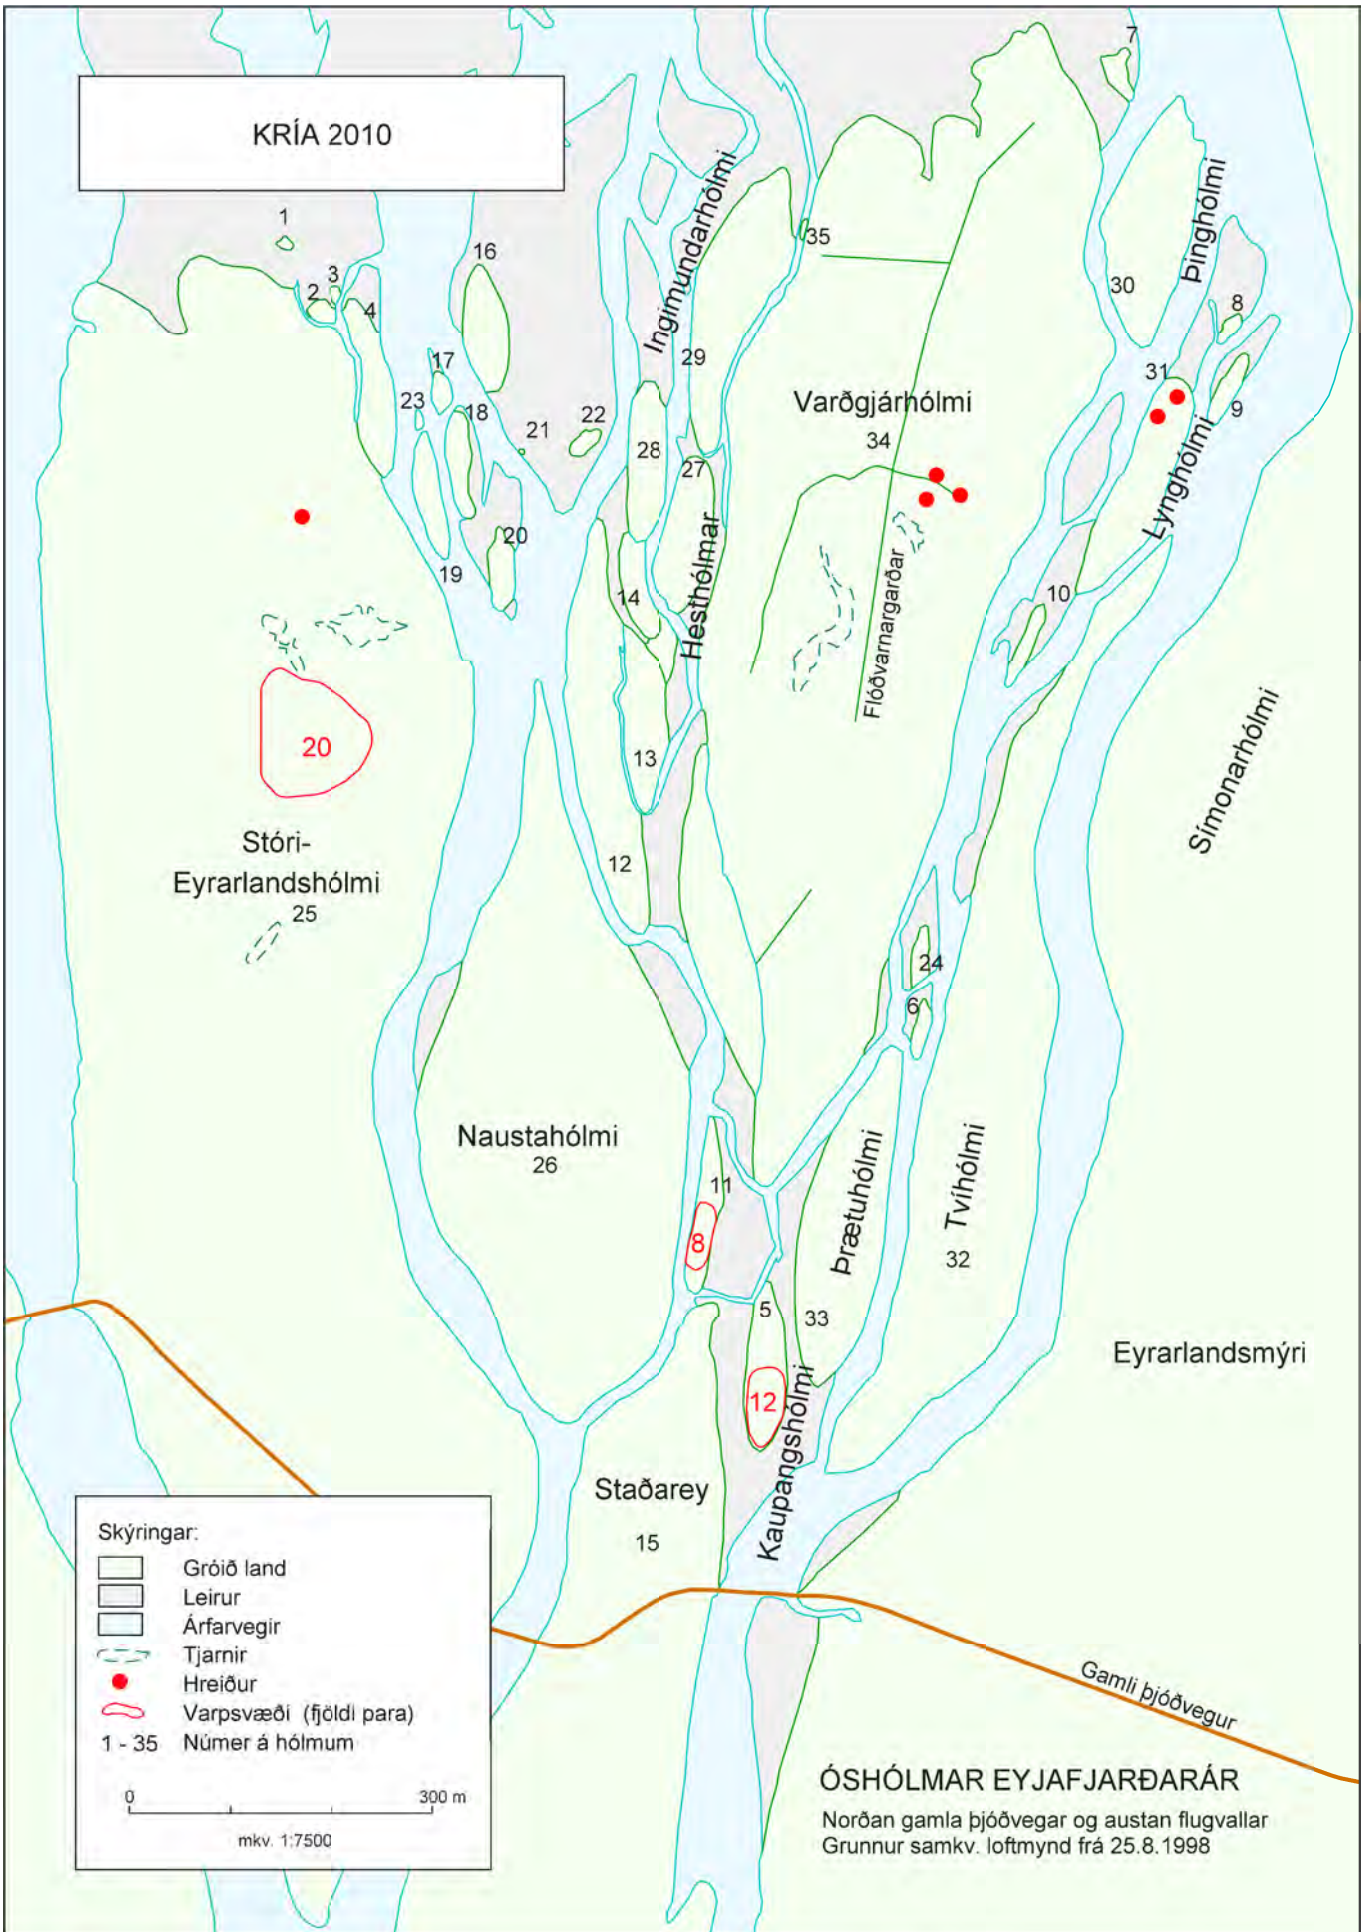 KRÍA 2010
7
1
2
3
4
16
35
30
8
9
31
29
17
23
18
21
22
28
27
20
19
14
10
13
12
24
6
11
5
33
32
Ingimundarhólmi
Þinghólmi
Varðgjárhólmi
34
Lynghólmi
Hesthólmar
Flóðvarnargarðar
Símonarhólmi
20
Stóri-
Eyrarlandshólmi
25
Naustahólmi
26
8
Þrætuhólmi
Tvíhólmi
12
Kaupangshólmi
Eyrarlandsmýri
Staðarey
15
Gamli þjóðvegur
Skýringar:
Gróið land
Leirur
Árfarvegir
Tjarnir
Hreiður
Varpsvæði (fjöldi para)
1 - 35 Númer á hólmum
0 300 m
mkv. 1:7500
ÓSHÓLMAR EYJAFJARÐARÁR
Norðan gamla þjóðvegar og austan flugvallar
Grunnur samkv. loftmynd frá 25.8.1998